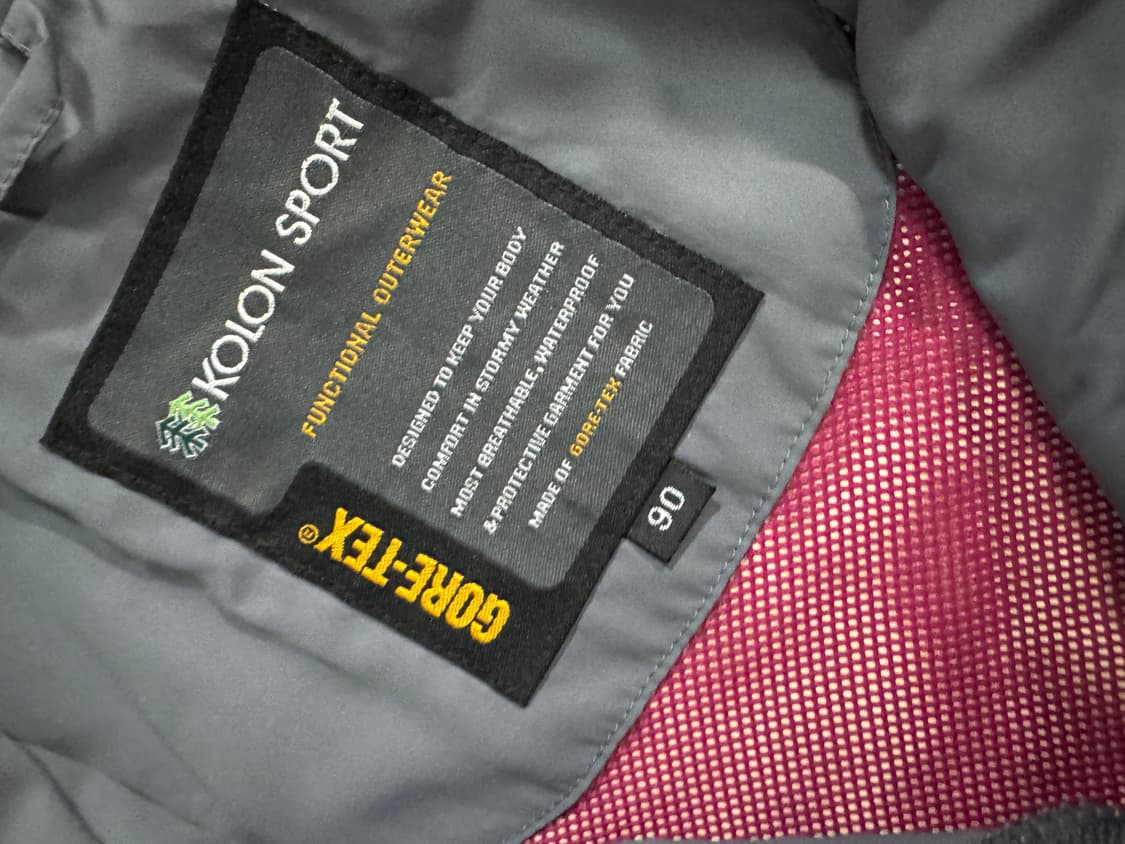 KOLON SPORT
FUNCTIONAL OUTERWEAR
DESIGNED TO KEEP YOUR BODY
COMFORT IN STORMY WEATHER
MOST BREATHABLE, WATERPROOF
& PROTECTIVE GARMENT FOR YOU
MADE OF GORE-TEX FABRIC
GORE-TEX®
90